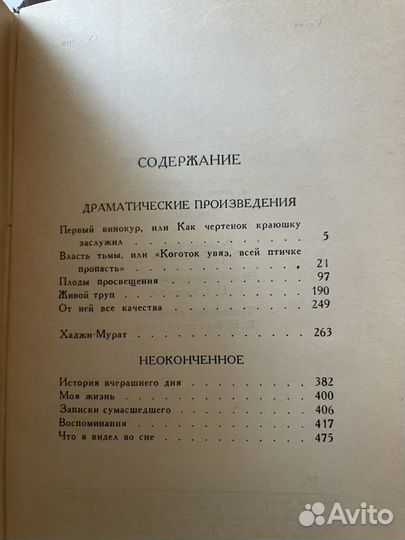 СОДЕРЖАНИЕ
ДРАМАТИЧЕСКИЕ ПРОИЗВЕДЕНИЯ
Первый винокур, или Как чертенок краюшку
заслужил . . . . . . . . . . . . 5
Власть тьмы, или «Коготок увяз, всей птичке
пропасть» . . . . . . . . . . . . 21
Плоды просвещения . . . . . . . . . . 97
Живой труп . . . . . . . . . . . . 190
От ней все качества . . . . . . . . . . 249
Хаджи-Мурат . . . . . . . . . . . . 263
НЕОКОНЧЕННОЕ
История вчерашнего дня . . . . . . . . . 382
Моя жизнь . . . . . . . . . . . . 400
Записки сумасшедшего . . . . . . . . . 406
Воспоминания . . . . . . . . . . . . 417
Что я видел во сне . . . . . . . . . . 475
Avito